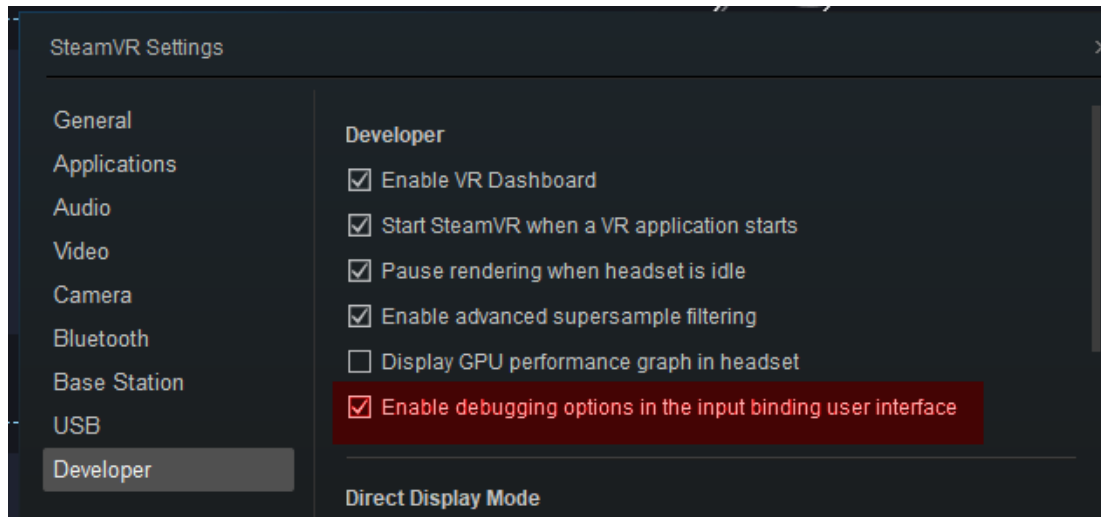 SteamVR Settings
General
Applications
Audio
Video
Camera
Bluetooth
Base Station
USB
Developer
Developer
Enable VR Dashboard
Start SteamVR when a VR application starts
Pause rendering when headset is idle
Enable advanced supersample filtering
Display GPU performance graph in headset
Enable debugging options in the input binding user interface
Direct Display Mode